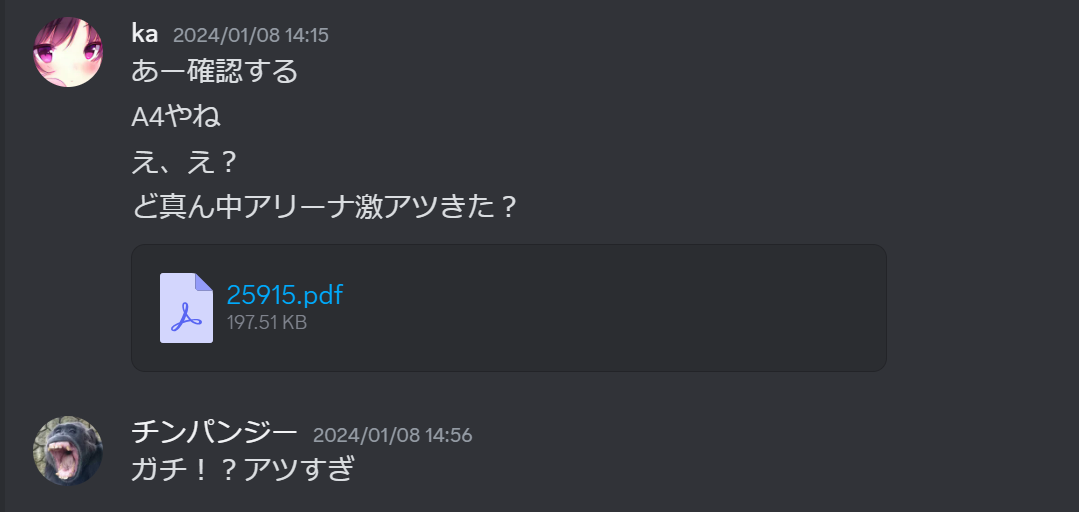 ka 2024/01/08 14:15
あー確認する
A4やね
え、え？
ど真ん中アリーナ激アツきた？
25915.pdf
197.51 KB
チンパンジー 2024/01/08 14:56
ガチ！？アツすぎ